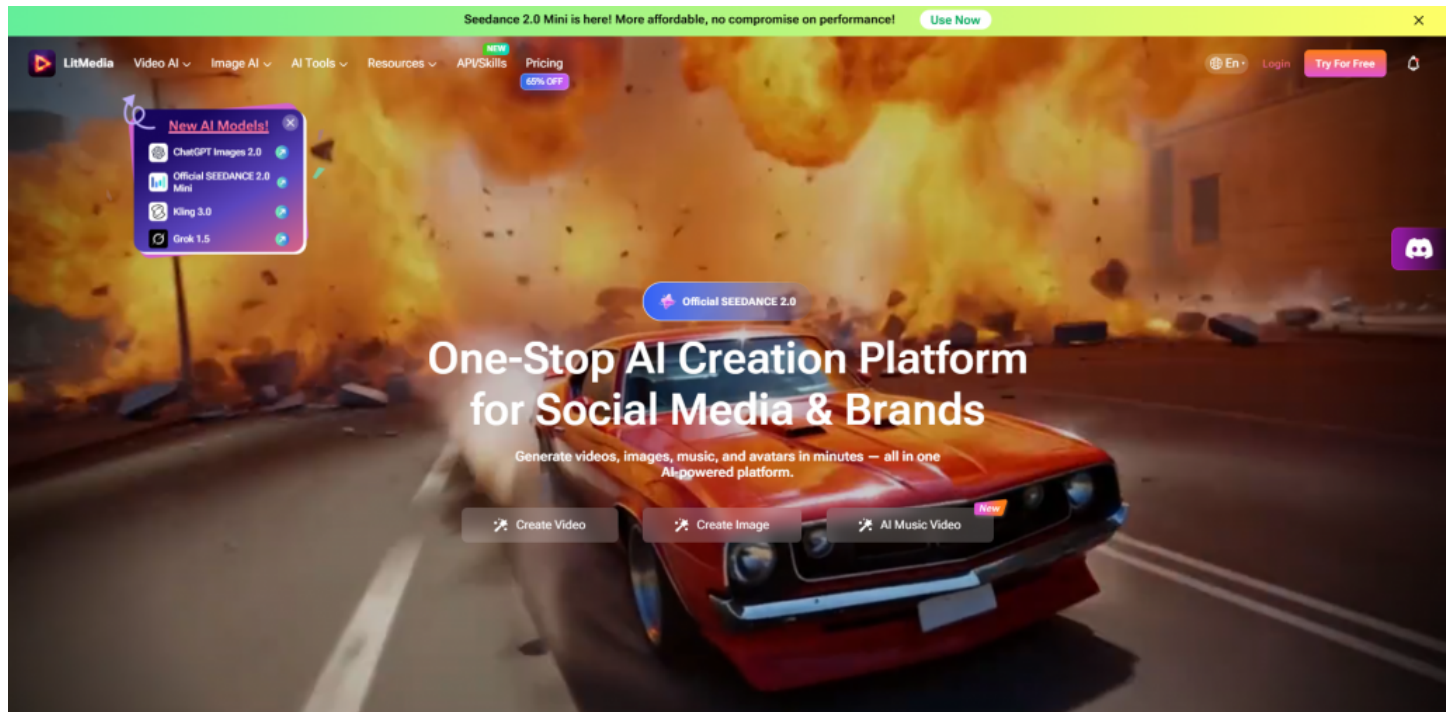 Seedance 2.0 Mini is here! More affordable, no compromise on performance! Use Now
NEW
LitMedia Video AI Image AI AI Tools Resources API/Skills Pricing En Login Try For Free
65% OFF
New AI Models!
ChatGPT Images 2.0
Official SEEDANCE 2.0
Mini
Kling 3.0
Grok 1.5
Official SEEDANCE 2.0
One-Stop AI Creation Platform
for Social Media & Brands
Generate videos, images, music, and avatars in minutes — all in one
AI-powered platform.
New
Create Video Create Image AI Music Video